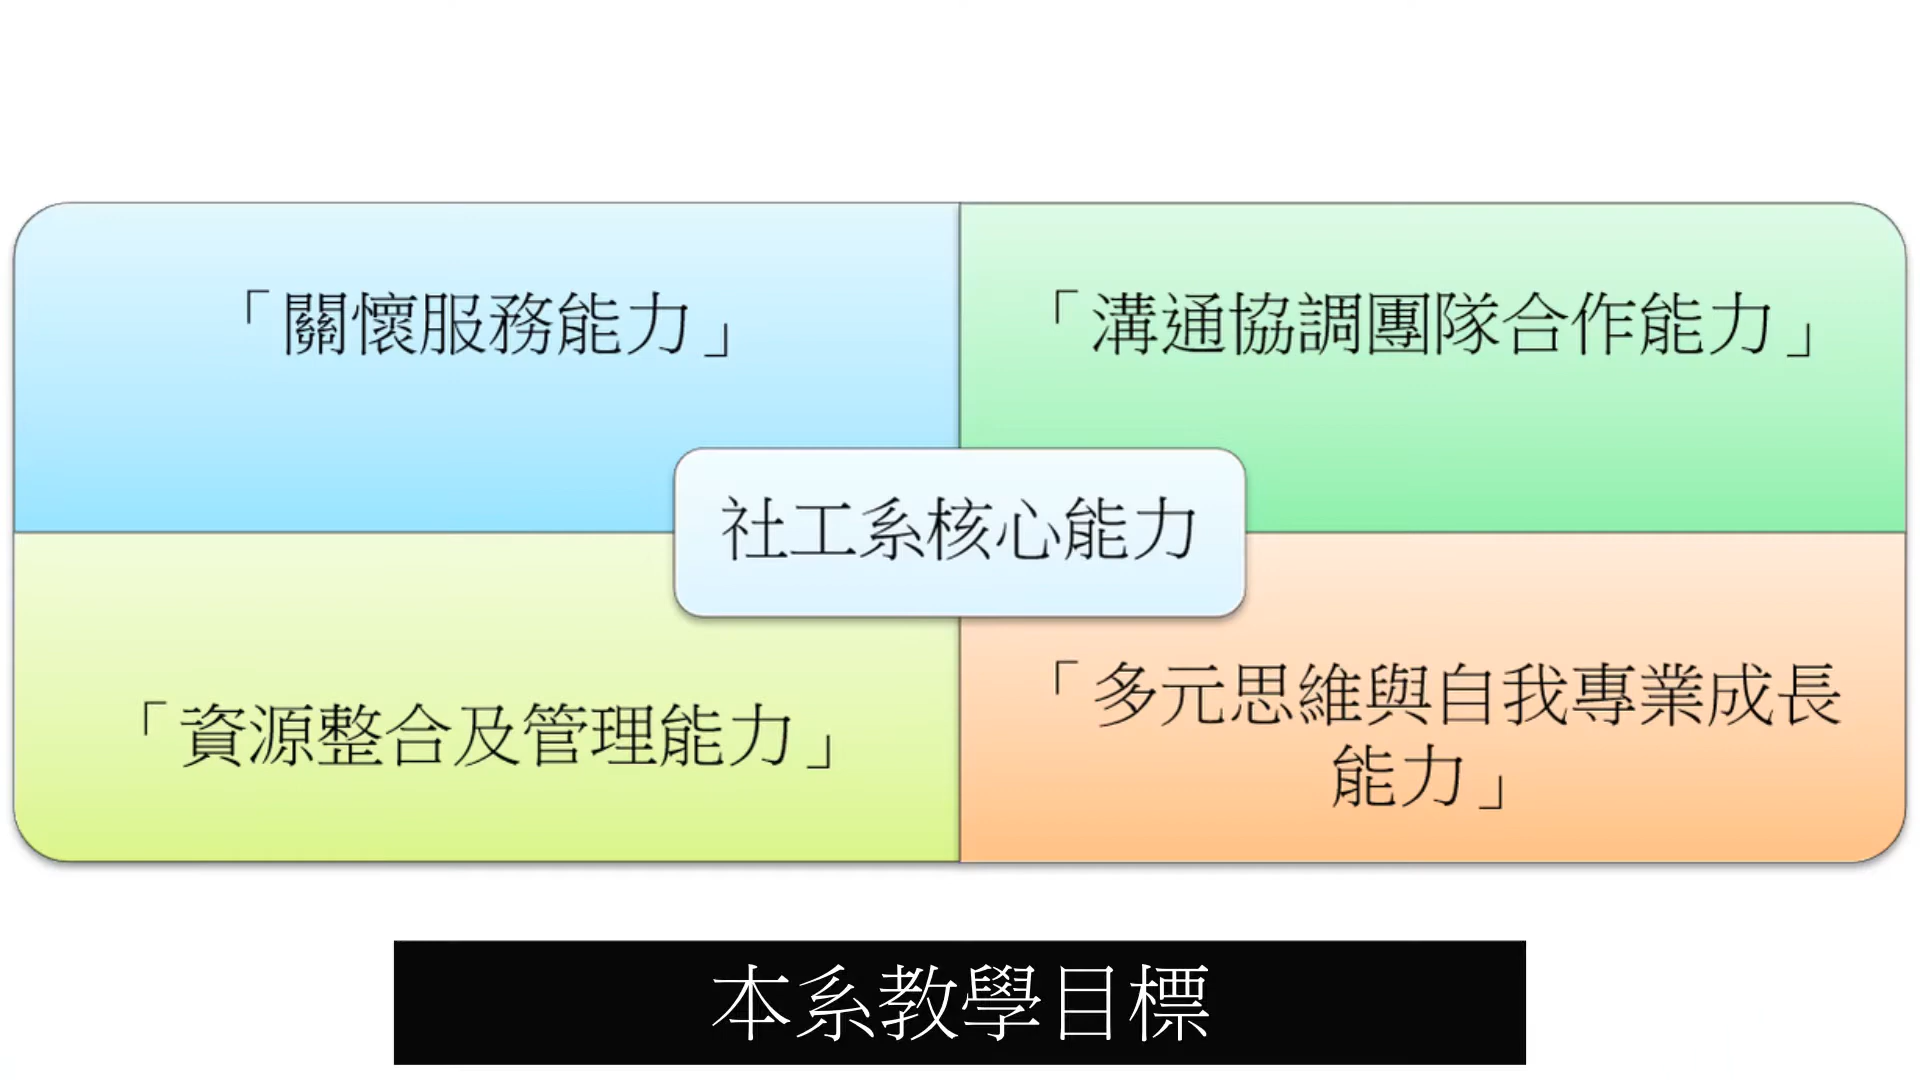 「關懷服務能力」
「溝通協調團隊合作能力」
社工系核心能力
「資源整合及管理能力」
「多元思維與自我專業成長
能力」
本系教學目標